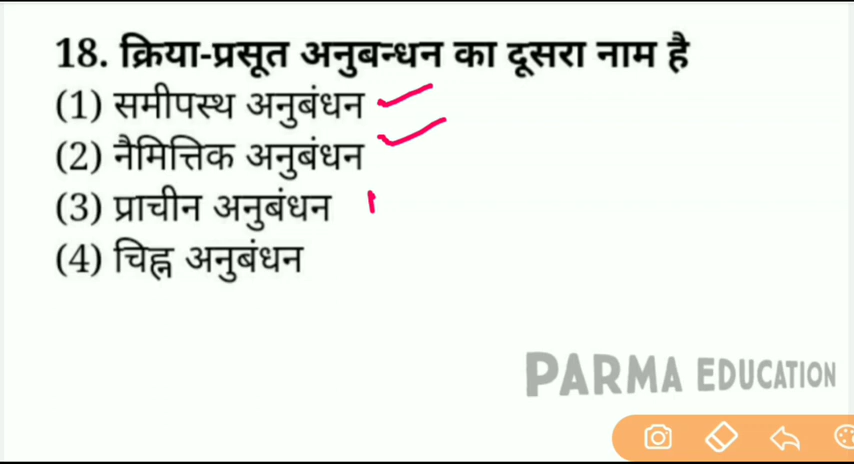 18. क्रिया-प्रसूत अनुबन्धन का दूसरा नाम है
(1) समीपस्थ अनुबंधन
(2) नैमित्तिक अनुबंधन
(3) प्राचीन अनुबंधन
(4) चिह्न अनुबंधन
PARMA EDUCATION